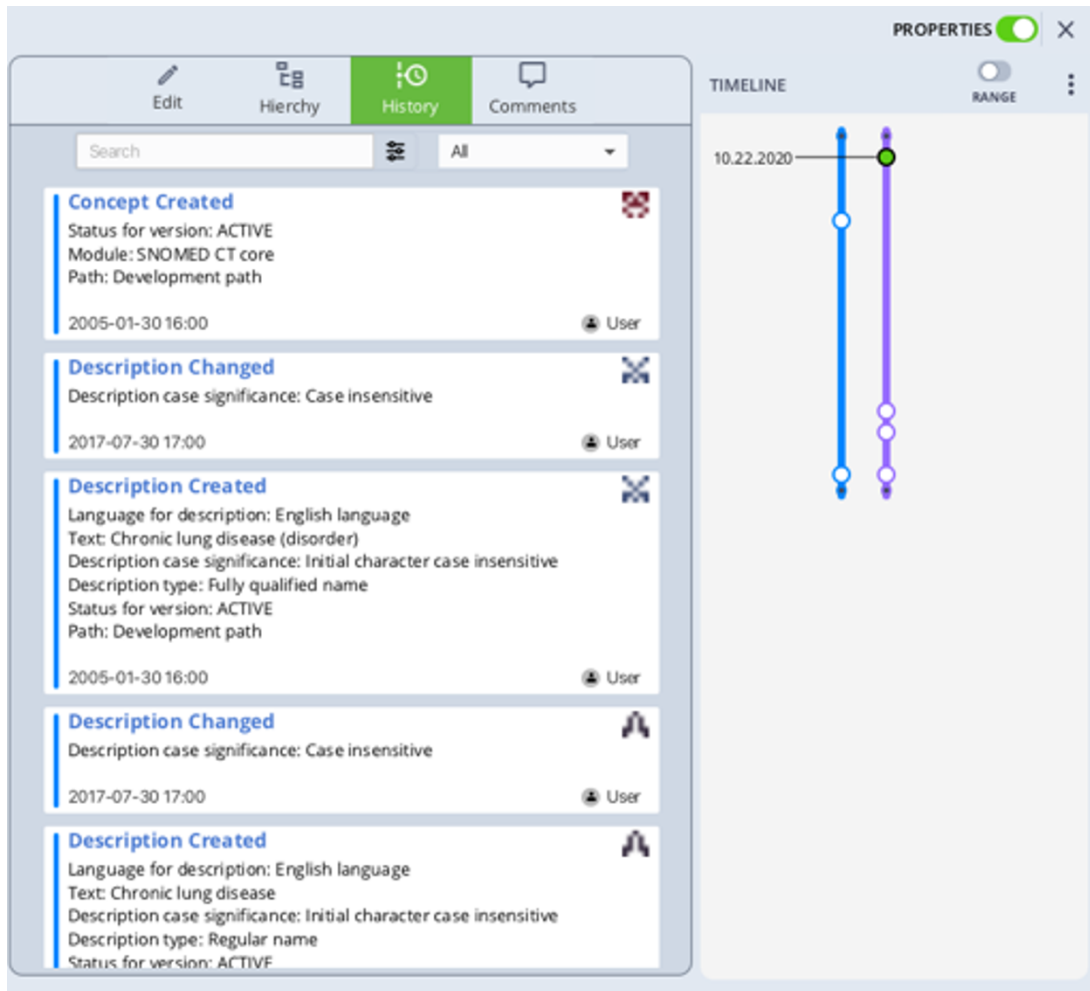 PROPERTIES
Edit
Hierchy
History
Comments
TIMELINE
RANGE
Search
All
10.22.2020
Concept Created
Status for version: ACTIVE
Module: SNOMED CT core
Path: Development path
2005-01-30 16:00 User
Description Changed
Description case significance: Case insensitive
2017-07-30 17:00 User
Description Created
Language for description: English language
Text: Chronic lung disease (disorder)
Description case significance: Initial character case insensitive
Description type: Fully qualified name
Status for version: ACTIVE
Path: Development path
2005-01-30 16:00 User
Description Changed
Description case significance: Case insensitive
2017-07-30 17:00 User
Description Created
Language for description: English language
Text: Chronic lung disease
Description case significance: Initial character case insensitive
Description type: Regular name
Status for version: ACTIVE